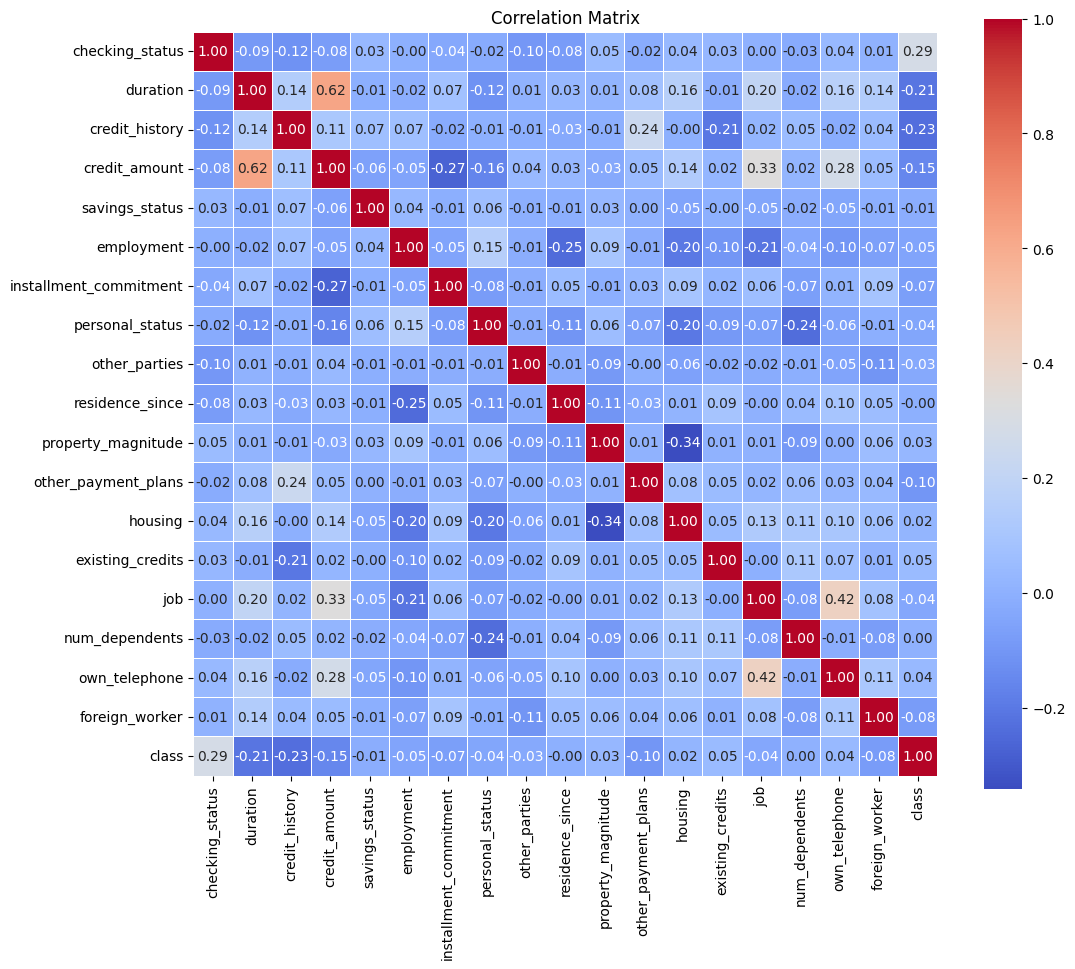 Correlation Matrix
checking_status 1.00 -0.09 -0.12 -0.08 0.03 -0.00 -0.04 -0.02 -0.10 -0.08 0.05 -0.02 0.04 0.03 0.00 -0.03 0.04 0.01 0.29
duration -0.09 1.00 0.14 0.62 -0.01 -0.02 0.07 -0.12 0.01 0.03 0.01 0.08 0.16 -0.01 0.20 -0.02 0.16 0.14 -0.21
credit_history -0.12 0.14 1.00 0.11 0.07 0.07 -0.02 -0.01 -0.01 -0.03 -0.01 0.24 -0.00 -0.21 0.02 0.05 -0.02 0.04 -0.23
credit_amount -0.08 0.62 0.11 1.00 -0.06 -0.05 -0.27 -0.16 0.04 0.03 -0.03 0.05 0.14 0.02 0.33 0.02 0.28 0.05 -0.15
savings_status 0.03 -0.01 0.07 -0.06 1.00 0.04 -0.01 0.06 -0.01 -0.01 0.03 0.00 -0.05 -0.00 -0.05 -0.02 -0.05 -0.01 -0.01
employment -0.00 -0.02 0.07 -0.05 0.04 1.00 -0.05 0.15 -0.01 -0.25 0.09 -0.01 -0.20 -0.10 -0.21 -0.04 -0.10 -0.07 -0.05
installment_commitment -0.04 0.07 -0.02 -0.27 -0.01 -0.05 1.00 -0.08 -0.01 0.05 -0.01 0.03 0.09 0.02 0.06 -0.07 0.01 0.09 -0.07
personal_status -0.02 -0.12 -0.01 -0.16 0.06 0.15 -0.08 1.00 -0.01 -0.11 0.06 -0.07 -0.20 -0.09 -0.07 -0.24 -0.06 -0.01 -0.04
other_parties -0.10 0.01 -0.01 0.04 -0.01 -0.01 -0.01 -0.01 1.00 -0.01 -0.09 -0.00 -0.06 -0.02 -0.02 -0.01 -0.05 -0.11 -0.03
residence_since -0.08 0.03 -0.03 0.03 -0.01 -0.25 0.05 -0.11 -0.01 1.00 -0.11 -0.03 0.01 0.09 -0.00 0.04 0.10 0.05 -0.00
property_magnitude 0.05 0.01 -0.01 -0.03 0.03 0.09 -0.01 0.06 -0.09 -0.11 1.00 0.01 -0.34 0.01 0.01 -0.09 0.00 0.06 0.03
other_payment_plans -0.02 0.08 0.24 0.05 0.00 -0.01 0.03 -0.07 -0.00 -0.03 0.01 1.00 0.08 0.05 0.02 0.06 0.03 0.04 -0.10
housing 0.04 0.16 -0.00 0.14 -0.05 -0.20 0.09 -0.20 -0.06 0.01 -0.34 0.08 1.00 0.05 0.13 0.11 0.10 0.06 0.02
existing_credits 0.03 -0.01 -0.21 0.02 -0.00 -0.10 0.02 -0.09 -0.02 0.09 0.01 0.05 0.05 1.00 -0.00 0.11 0.07 0.01 0.05
job 0.00 0.20 0.02 0.33 -0.05 -0.21 0.06 -0.07 -0.02 -0.00 0.01 0.02 0.13 -0.00 1.00 -0.08 0.42 0.08 -0.04
num_dependents -0.03 -0.02 0.05 0.02 -0.02 -0.04 -0.07 -0.24 -0.01 0.04 -0.09 0.06 0.11 0.11 -0.08 1.00 -0.01 -0.08 0.00
own_telephone 0.04 0.16 -0.02 0.28 -0.05 -0.10 0.01 -0.06 -0.05 0.10 0.00 0.03 0.10 0.07 0.42 -0.01 1.00 0.11 0.04
foreign_worker 0.01 0.14 0.04 0.05 -0.01 -0.07 0.09 -0.01 -0.11 0.05 0.06 0.04 0.06 0.01 0.08 -0.08 0.11 1.00 -0.08
class 0.29 -0.21 -0.23 -0.15 -0.01 -0.05 -0.07 -0.04 -0.03 -0.00 0.03 -0.10 0.02 0.05 -0.04 0.00 0.04 -0.08 1.00
checking_status
duration
credit_history
credit_amount
savings_status
employment
installment_commitment
personal_status
other_parties
residence_since
property_magnitude
other_payment_plans
housing
existing_credits
job
num_dependents
own_telephone
foreign_worker
class
1.0
0.8
0.6
0.4
0.2
0.0
−0.2